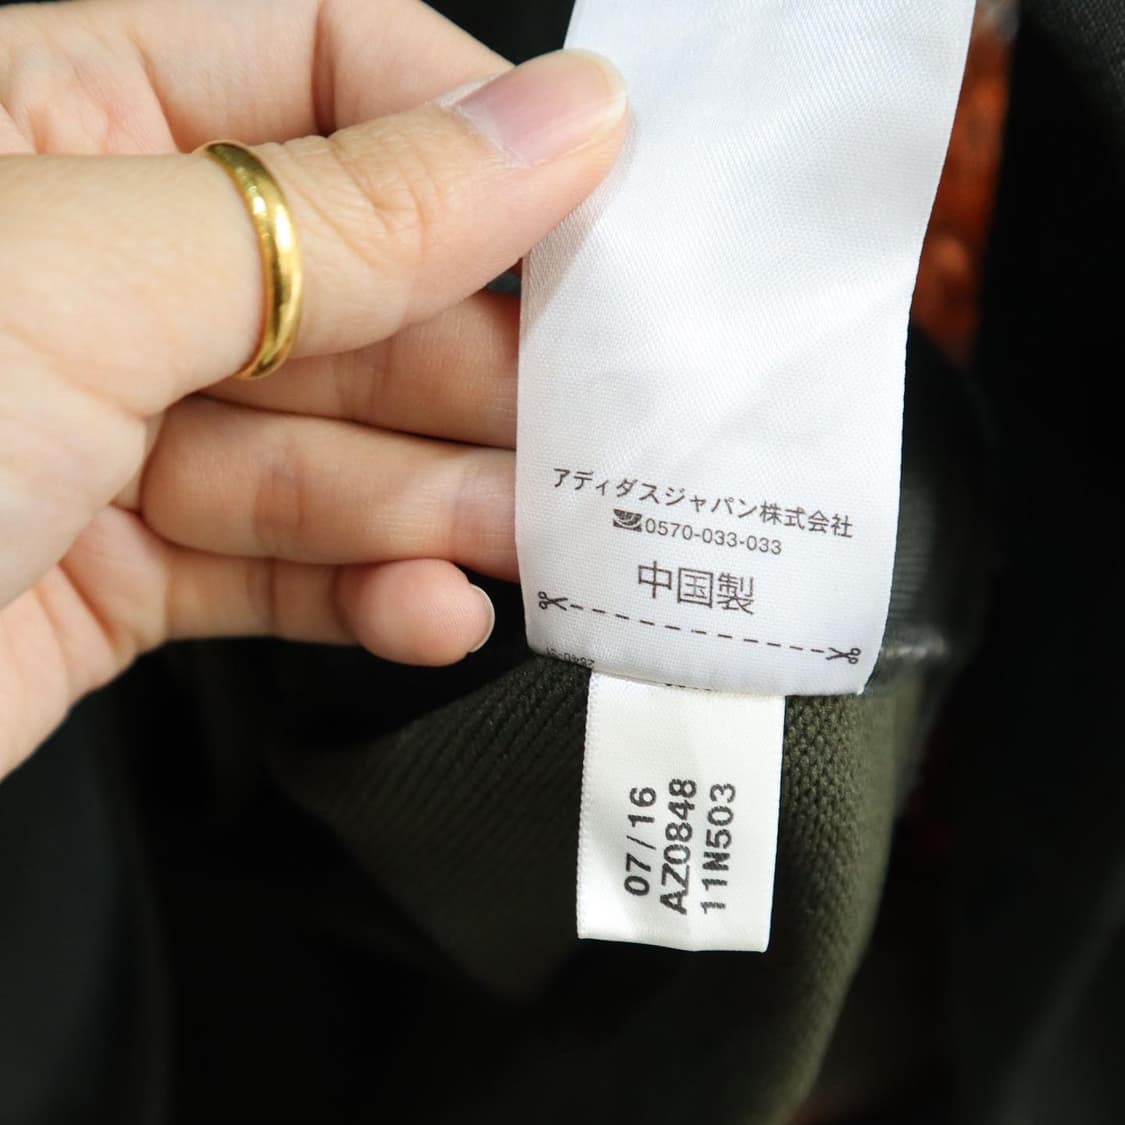 アディダスジャパン株式会社
0570-033-033
中国製
07/16
AZ0848
11N503